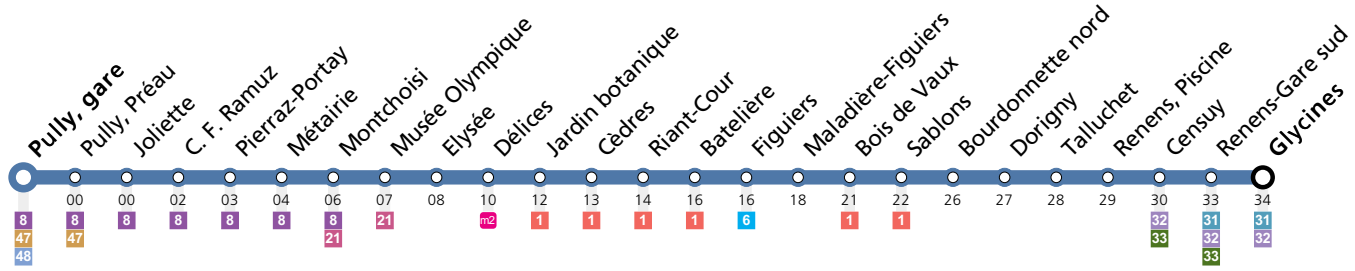 Pully, gare
Pully, Préau
Joliette
C. F. Ramuz
Pierraz-Portay
Métairie
Montchoisi
Musée Olympique
Elysée
Délices
Jardin botanique
Cèdres
Riant-Cour
Batelière
Figuiers
Maladière-Figuiers
Bois de Vaux
Sablons
Bourdonnette nord
Dorigny
Talluchet
Renens, Piscine
Censuy
Renens-Gare sud
Glycines
00 00 02 03 04 06 07 08 10 12 13 14 16 16 18 21 22 26 27 28 29 30 33 34
8 8 8 8 8 8 8 21 m2 1 1 1 1 6 1 1 32 31 31
47 47 21 33 32 32
48 33